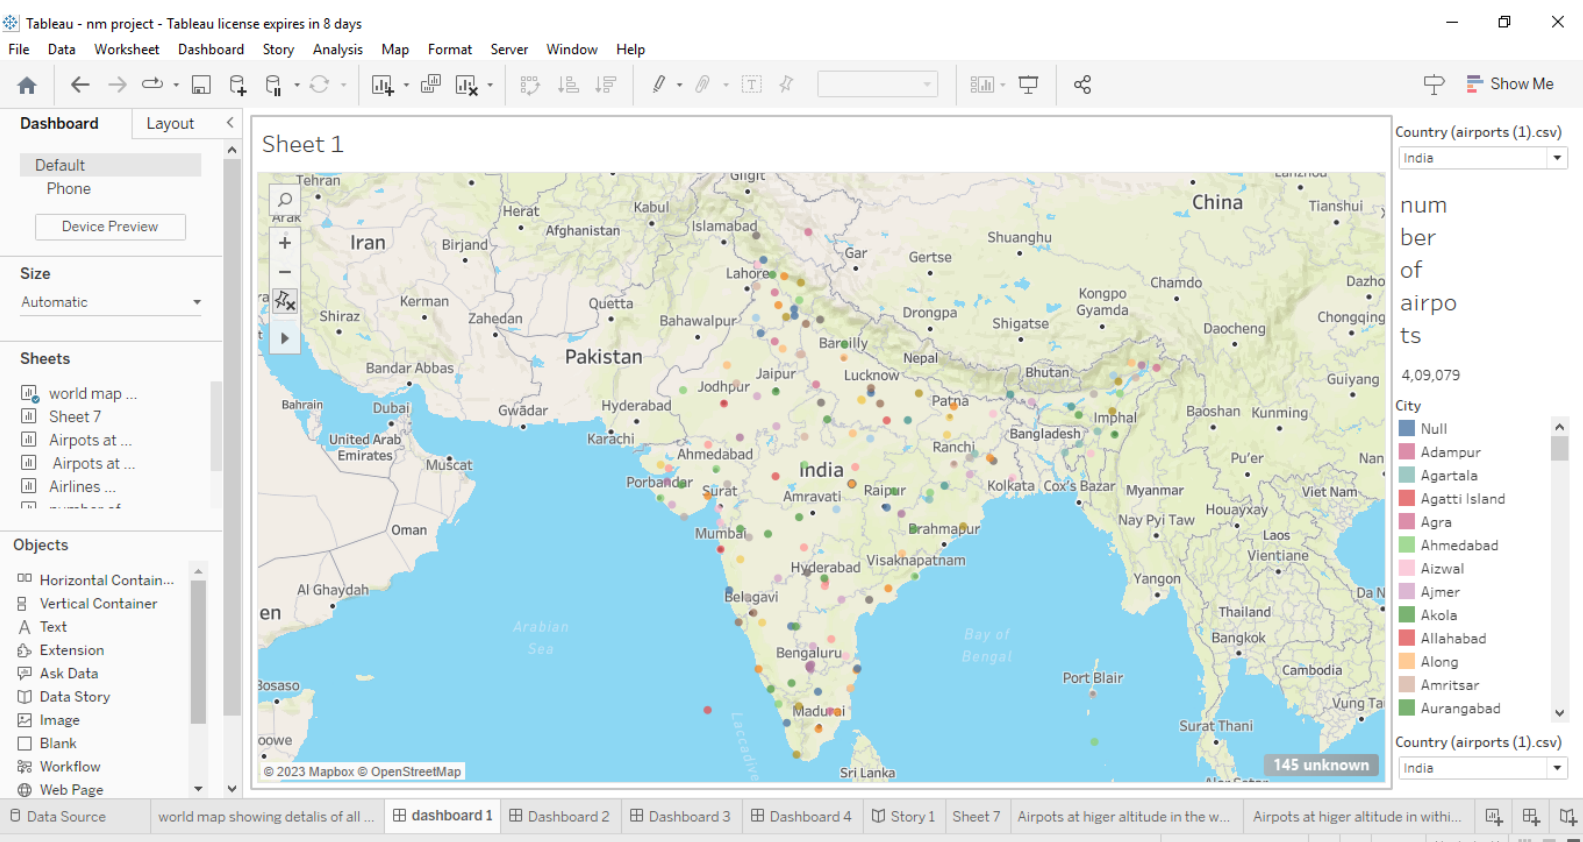 Tableau - nm project - Tableau license expires in 8 days
File Data Worksheet Dashboard Story Analysis Map Format Server Window Help
Show Me
Dashboard
Layout
Default
Phone
Device Preview
Size
Automatic
Sheets
world map ...
Sheet 7
Airpots at ...
Airpots at ...
Airlines ...
Objects
Horizontal Contain...
Vertical Container
Text
Extension
Ask Data
Data Story
Image
Blank
Workflow
Web Page
Sheet 1
Tehran
Gilgit
Lanzhou
Arak
Herat
Kabul
China
Tianshui
Afghanistan
Islamabad
Iran
Birjand
Shuanghu
Gar
Gertse
Lahore
Chamdo
Dazho
Kerman
Quetta
Kongpo
Gyamda
Shiraz
Zahedan
Bahawalpur
Drongpa
Shigatse
Daocheng
Chongqing
Pakistan
Bareilly
Nepal
Bandar Abbas
Jaipur
Lucknow
Bhutan
Guiyang
Jodhpur
Bahrain
Dubai
Gwādar
Hyderabad
Patna
Imphal
Baoshan
Kunming
United Arab
Emirates
Karachi
Bangladesh
Ranchi
Muscat
Ahmedabad
India
Pu'er
Nan
Porbandar
Surat
Amravati
Raipur
Kolkata
Cox's Bazar
Myanmar
Viet Nam
Houayxay
Oman
Mumbai
Brahmapur
Nay Pyi Taw
Laos
Vientiane
Hyderabad
Visaknapatnam
Al Ghaydah
Belagavi
Yangon
Da N
en
Thailand
Arabian
Sea
Bay of
Bengal
Bangkok
Bengaluru
Cambodia
Port Blair
Bosaso
Madurai
Vung Ta
Laccadive
Surat Thani
oowe
Sri Lanka
Alor Setar
© 2023 Mapbox © OpenStreetMap
145 unknown
Country (airports (1).csv)
India
num
ber
of
airpo
ts
4,09,079
City
Null
Adampur
Agartala
Agatti Island
Agra
Ahmedabad
Aizwal
Ajmer
Akola
Allahabad
Along
Amritsar
Aurangabad
Country (airports (1).csv)
India
Data Source
world map showing detalis of all ...
dashboard 1
Dashboard 2
Dashboard 3
Dashboard 4
Story 1
Sheet 7
Airpots at higer altitude in the w...
Airpots at higer altitude in withi...